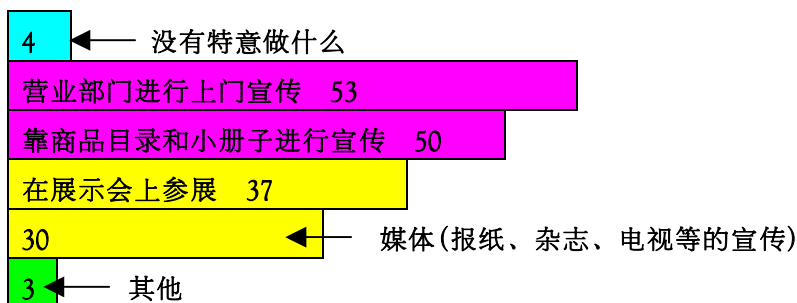 4 没有特意做什么
营业部门进行上门宣传 53
靠商品目录和小册子进行宣传 50
在展示会上参展 37
30 媒体(报纸、杂志、电视等的宣传)
3 其他